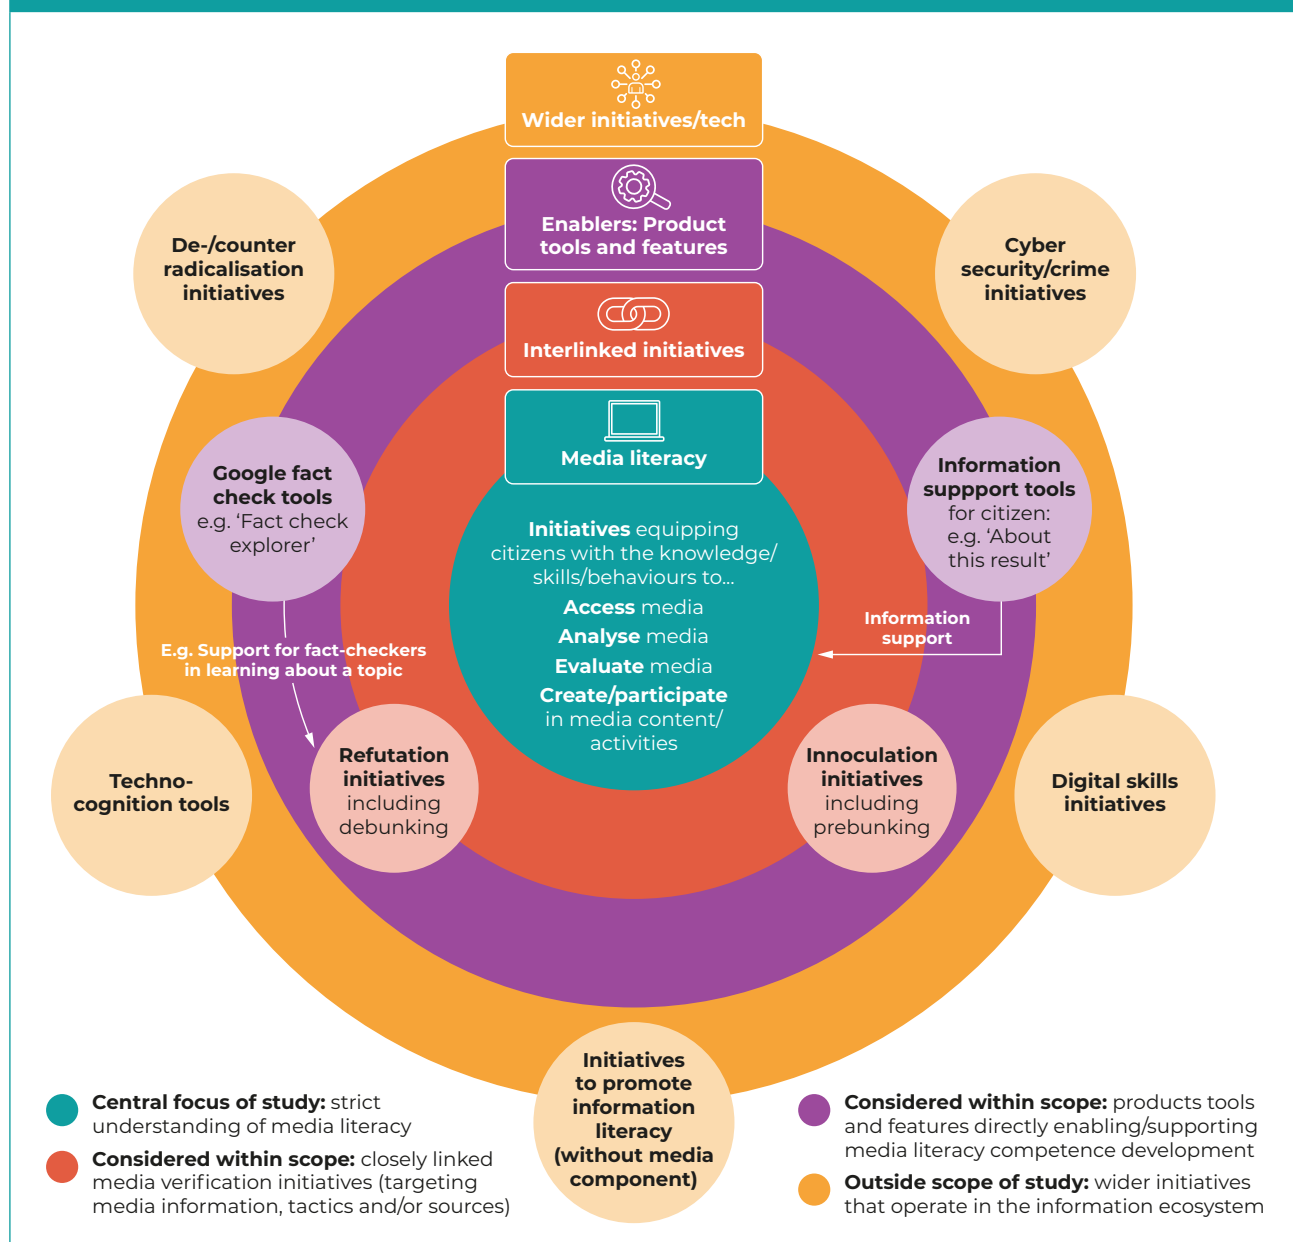 Wider initiatives/tech
Enablers: Product
tools and features
Interlinked initiatives
Media literacy
De-/counter
radicalisation
initiatives
Cyber
security/crime
initiatives
Google fact
check tools
e.g. ‘Fact check
explorer’
Information
suppport tools
for citizen:
e.g. ‘About
this result’
Initiatives equipping
citizens with the knowledge/
skills/behaviours to...
Access media
Analyse media
Evaluate media
Create/participate
in media content/
activities
E.g. Support for fact-checkers
in learning about a topic
Information
support
Techno-
cognition tools
Refutation
initiatives
including
debunking
Innoculation
initiatives
including
prebunking
Digital skills
initiatives
Initiatives
to promote
information
literacy
(without media
component)
Central focus of study: strict
understanding of media literacy
Considered within scope: closely linked
media verification initiatives (targeting
media information, tactics and/or sources)
Considered within scope: products tools
and features directly enabling/supporting
media literacy competence development
Outside scope of study: wider initiatives
that operate in the information ecosystem